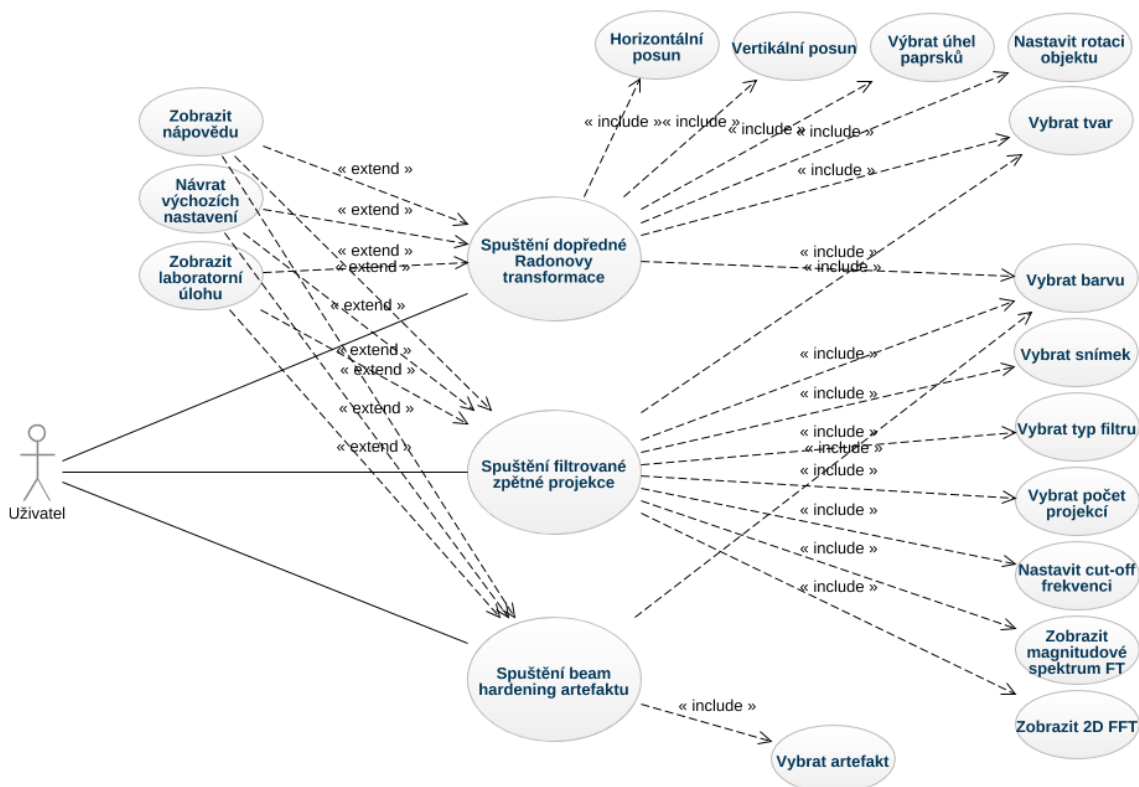 Horizontální
posun
Vertikální posun
Výbrat úhel
paprsků
Nastavit rotaci
objektu
Vybrat tvar
« include »
« include »
« include »
« include »
« include »
Zobrazit
nápovědu
Návrat
výchozích
nastavení
Zobrazit
laboratorní
úlohu
« extend »
« extend »
« extend »
« extend »
« extend »
« extend »
« extend »
« extend »
« extend »
Spuštění dopředné
Radonovy
transformace
« include »
« include »
Vybrat barvu
Vybrat snímek
Vybrat typ filtru
Vybrat počet
projekcí
Nastavit cut-off
frekvenci
Zobrazit
magnitudové
spektrum FT
Zobrazit 2D FFT
« include »
« include »
« include »
« include »
« include »
« include »
« include »
« include »
Uživatel
Spuštění filtrované
zpětné projekce
Spuštění beam
hardening artefaktu
« include »
Vybrat artefakt